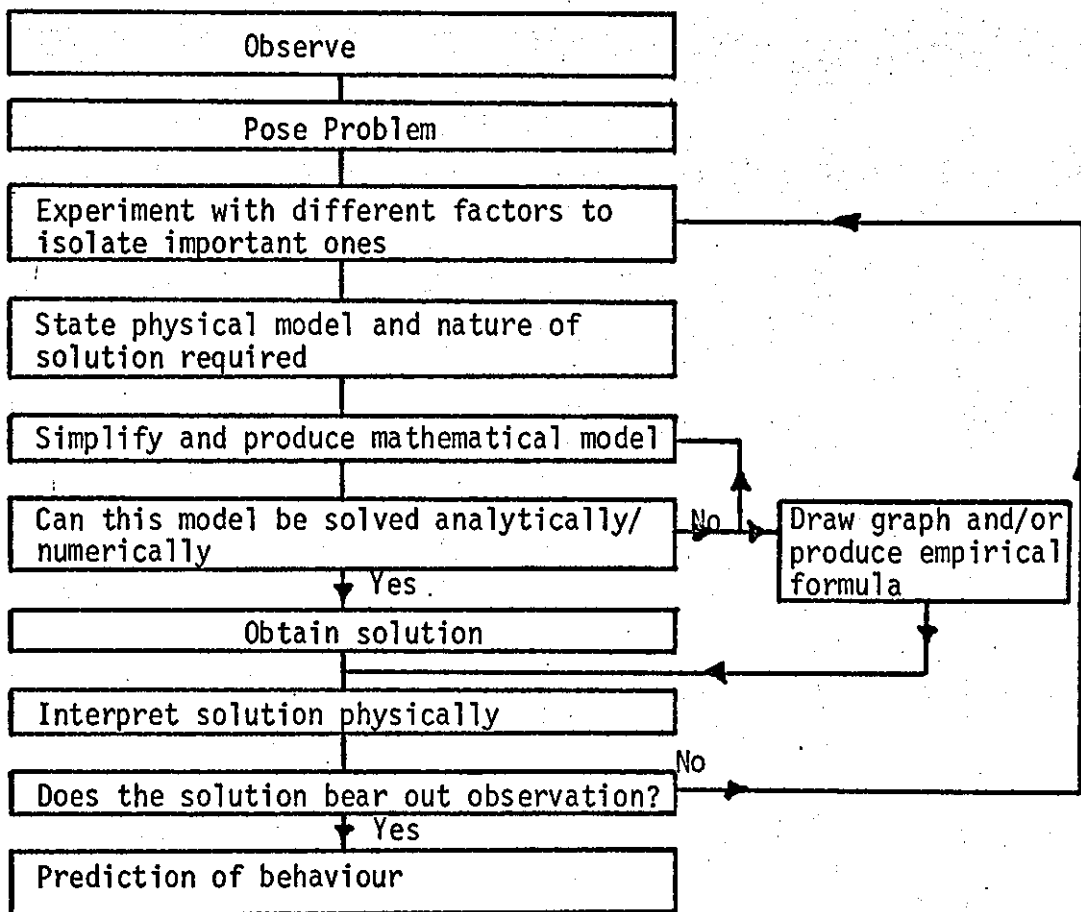 Observe
Pose Problem
Experiment with different factors to
isolate important ones
State physical model and nature of
solution required
Simplify and produce mathematical model
Can this model be solved analytically/
numerically
No
Draw graph and/or
produce empirical
formula
Yes
Obtain solution
Interpret solution physically
Does the solution bear out observation?
No
Yes
Prediction of behaviour